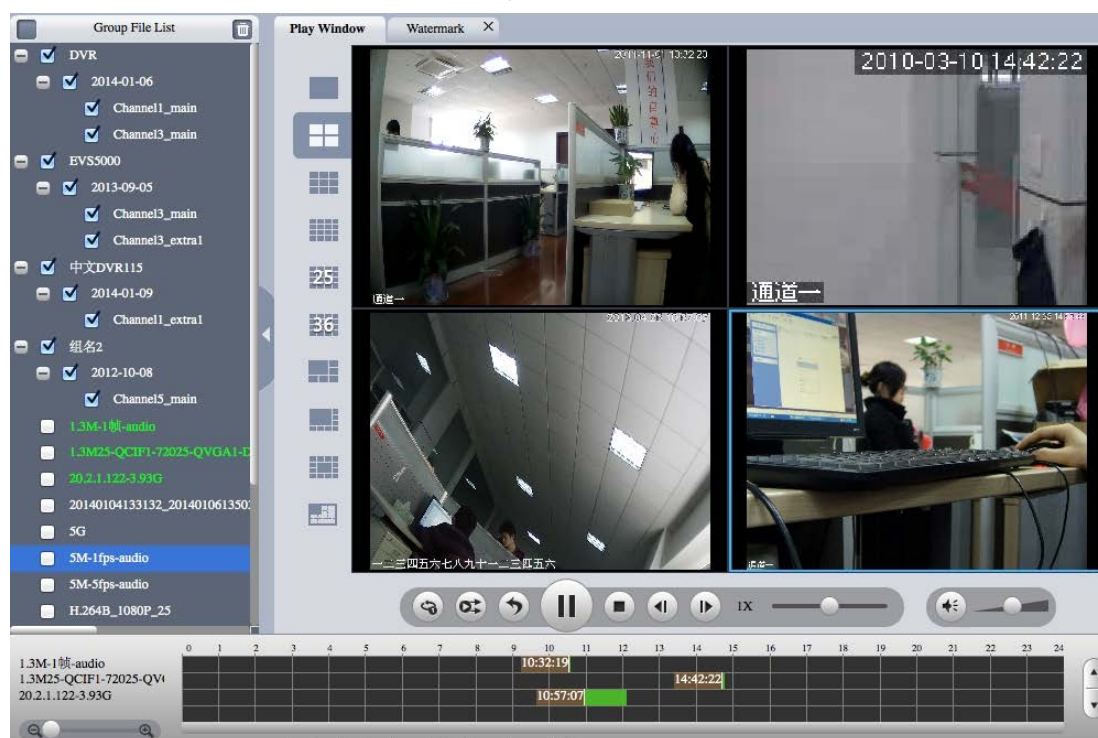 Group File List
Play Window
Watermark
DVR
2014-01-06
Channel1_main
Channel3_main
EVS5000
2013-09-05
Channel3_main
Channel3_extra1
中文DVR115
2014-01-09
Channel1_extra1
组名2
2012-10-08
Channel5_main
1.3M-1帧-audio
1.3M25-QCIF1-72025-QVGA1-D
20.2.1.122-3.93G
20140104133132_2014010613502
5G
5M-1fps-audio
5M-5fps-audio
H.264B_1080P_25
25
36
通道一
2010-03-10 14:42:22
通道一
一二三四五六七八九十一二三四五六
通道一
1X
0 1 2 3 4 5 6 7 8 9 10 11 12 13 14 15 16 17 18 19 20 21 22 23 24
1.3M-1帧-audio
10:32:19
1.3M25-QCIF1-72025-QV
14:42:22
20.2.1.122-3.93G
10:57:07